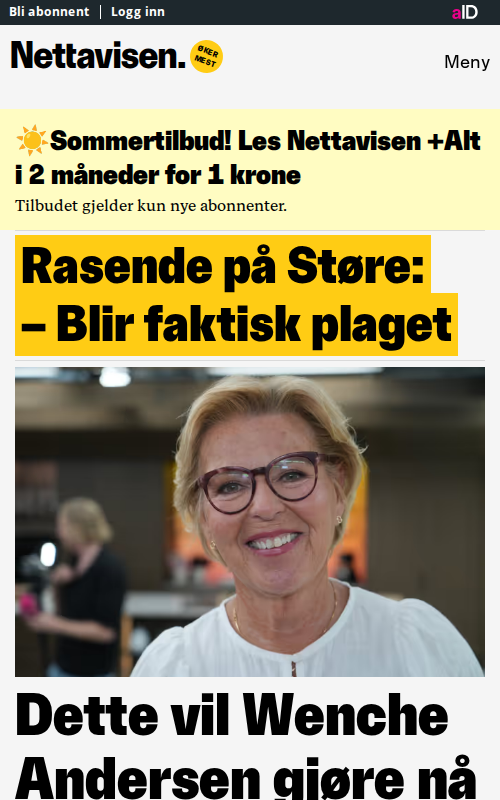 Bli abonnent | Logg inn
aID
Nettavisen.
ØKER
MEST
Meny
☀️Sommertilbud! Les Nettavisen +Alt
i 2 måneder for 1 krone
Tilbudet gjelder kun nye abonnenter.
Rasende på Støre:
– Blir faktisk plaget
Dette vil Wenche
Andersen gjøre nå